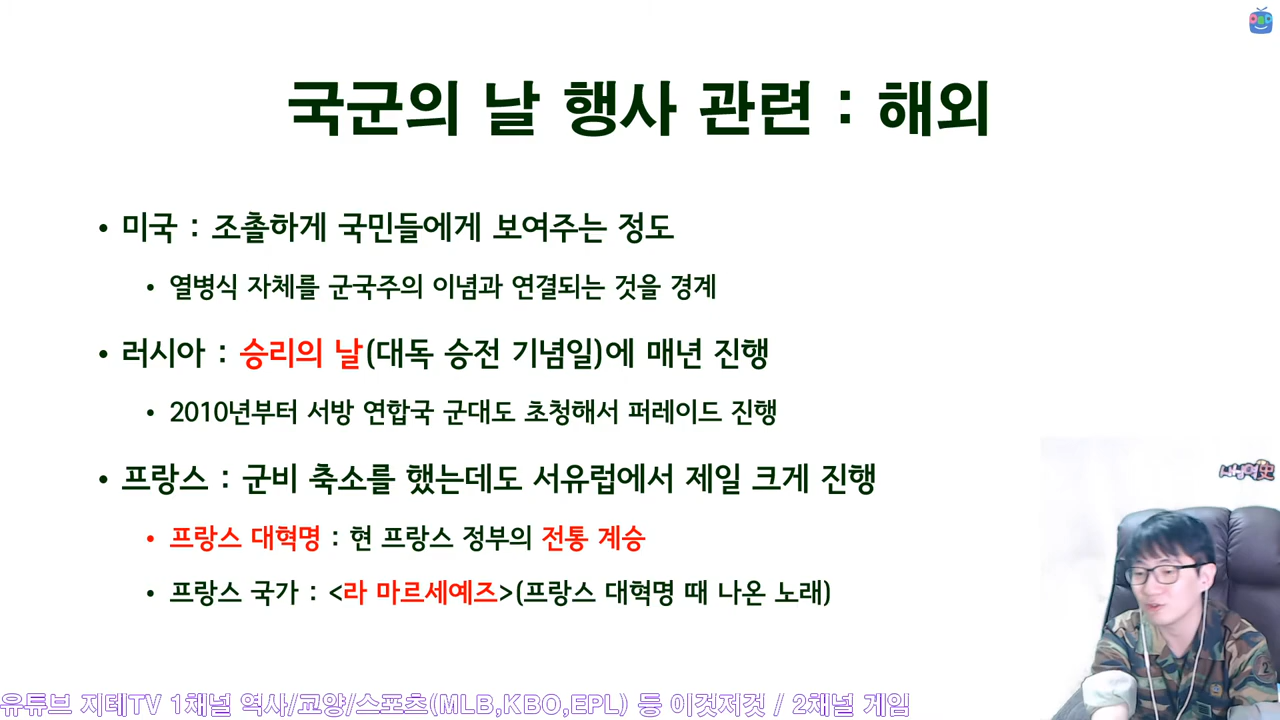 국군의 날 행사 관련 : 해외
• 미국 : 조촐하게 국민들에게 보여주는 정도
• 열병식 자체를 군국주의 이념과 연결되는 것을 경계
• 러시아 : 승리의 날(대독 승전 기념일)에 매년 진행
• 2010년부터 서방 연합국 군대도 초청해서 퍼레이드 진행
• 프랑스 : 군비 축소를 했는데도 서유럽에서 제일 크게 진행
• 프랑스 대혁명 : 현 프랑스 정부의 전통 계승
• 프랑스 국가 : <라 마르세예즈>(프랑스 대혁명 때 나온 노래)
유튜브 지테TV 1채널 역사/교양/스포츠(MLB,KBO,EPL) 등 이것저것 / 2채널 게임